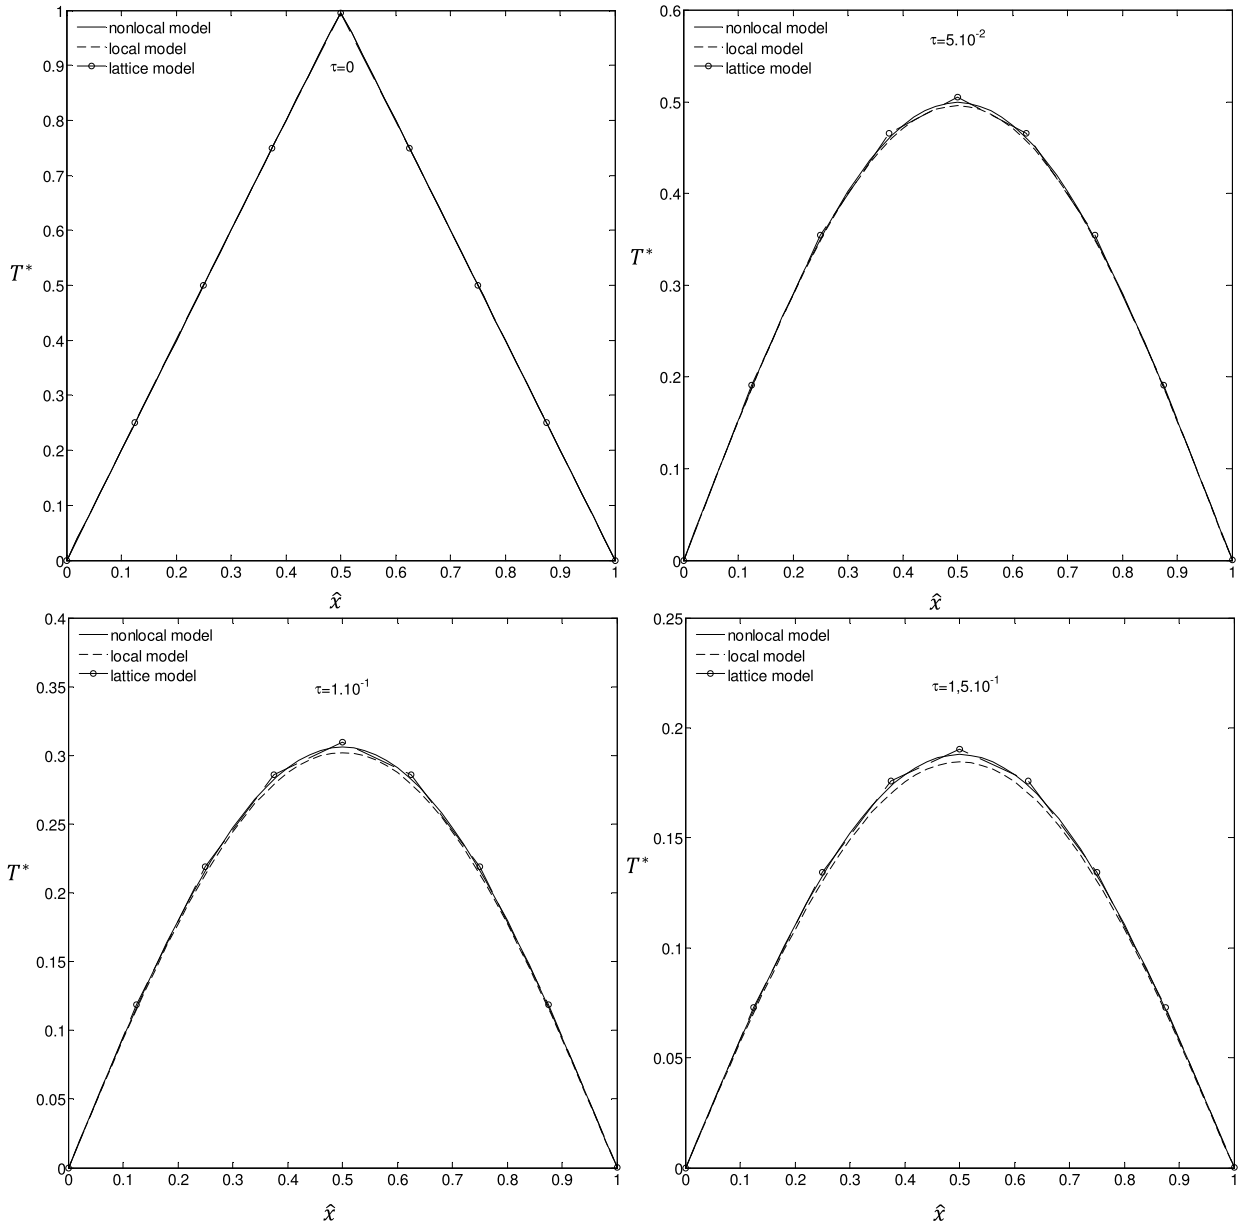 nonlocal model
local model
lattice model
τ=0
1
0.9
0.8
0.7
0.6
0.5
0.4
0.3
0.2
0.1
0
T*
0 0.1 0.2 0.3 0.4 0.5 0.6 0.7 0.8 0.9 1
x̂
nonlocal model
local model
lattice model
τ=5.10⁻²
0.6
0.5
0.4
0.3
0.2
0.1
0
T*
0 0.1 0.2 0.3 0.4 0.5 0.6 0.7 0.8 0.9 1
x̂
nonlocal model
local model
lattice model
τ=1.10⁻¹
0.4
0.35
0.3
0.25
0.2
0.15
0.1
0.05
0
T*
0 0.1 0.2 0.3 0.4 0.5 0.6 0.7 0.8 0.9 1
x̂
nonlocal model
local model
lattice model
τ=1,5.10⁻¹
0.25
0.2
0.15
0.1
0.05
0
T*
0 0.1 0.2 0.3 0.4 0.5 0.6 0.7 0.8 0.9 1
x̂